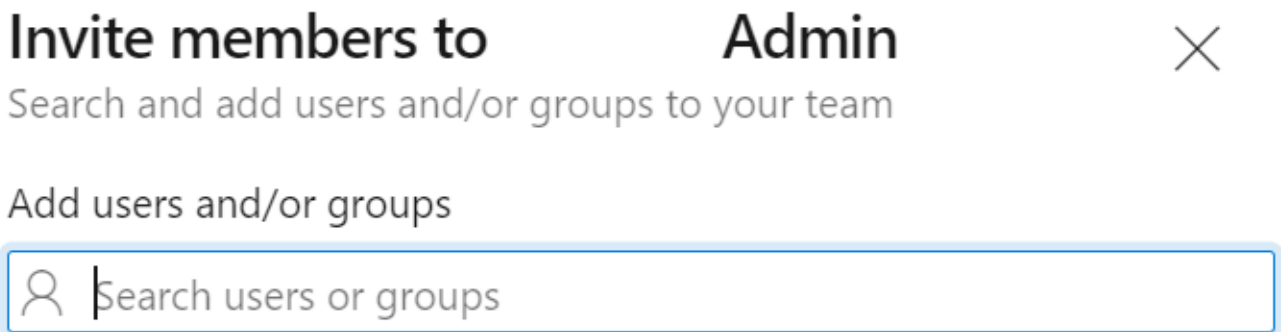 Invite members to Admin
Search and add users and/or groups to your team
Add users and/or groups
Search users or groups